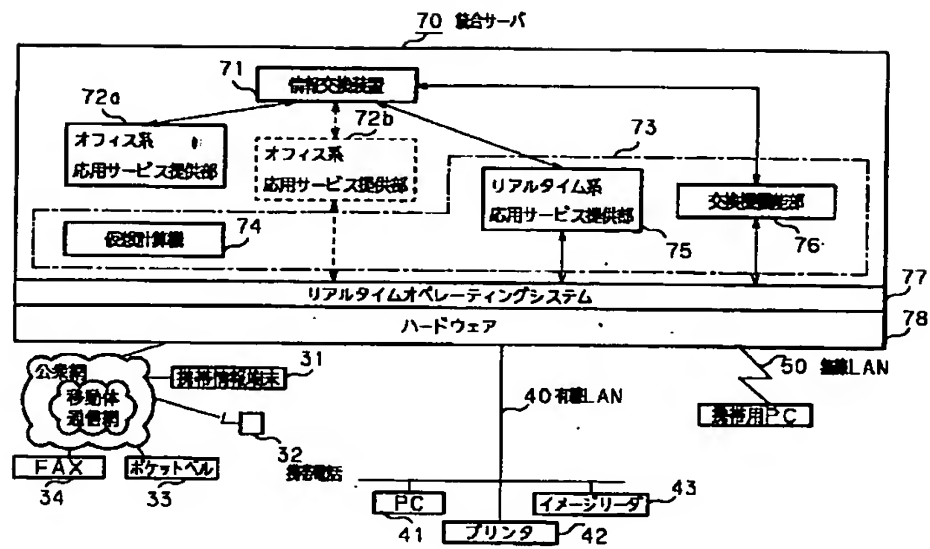 70 統合サーバ
71
情報交換装置
72a
72b
73
オフィス系
応用サービス提供部
オフィス系
応用サービス提供部
リアルタイム系
応用サービス提供部
交換機機能部
仮想計算機
74
75
76
77
リアルタイムオペレーティングシステム
ハードウェア
78
公衆網
移動体
通信網
31
携帯情報端末
32
携帯電話
FAX
34
ポケットベル
33
40 有線LAN
50 無線LAN
携帯用PC
PC
41
プリンタ
42
イメージリーダ
43